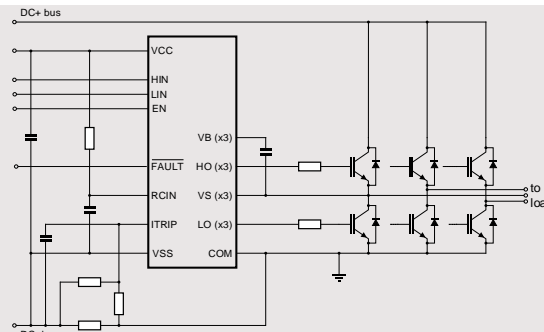 DC+ bus
VCC
HIN
LIN
EN
VB (x3)
FAULT
HO (x3)
to
RCIN
VS (x3)
ITRIP
LO (x3)
VSS
COM